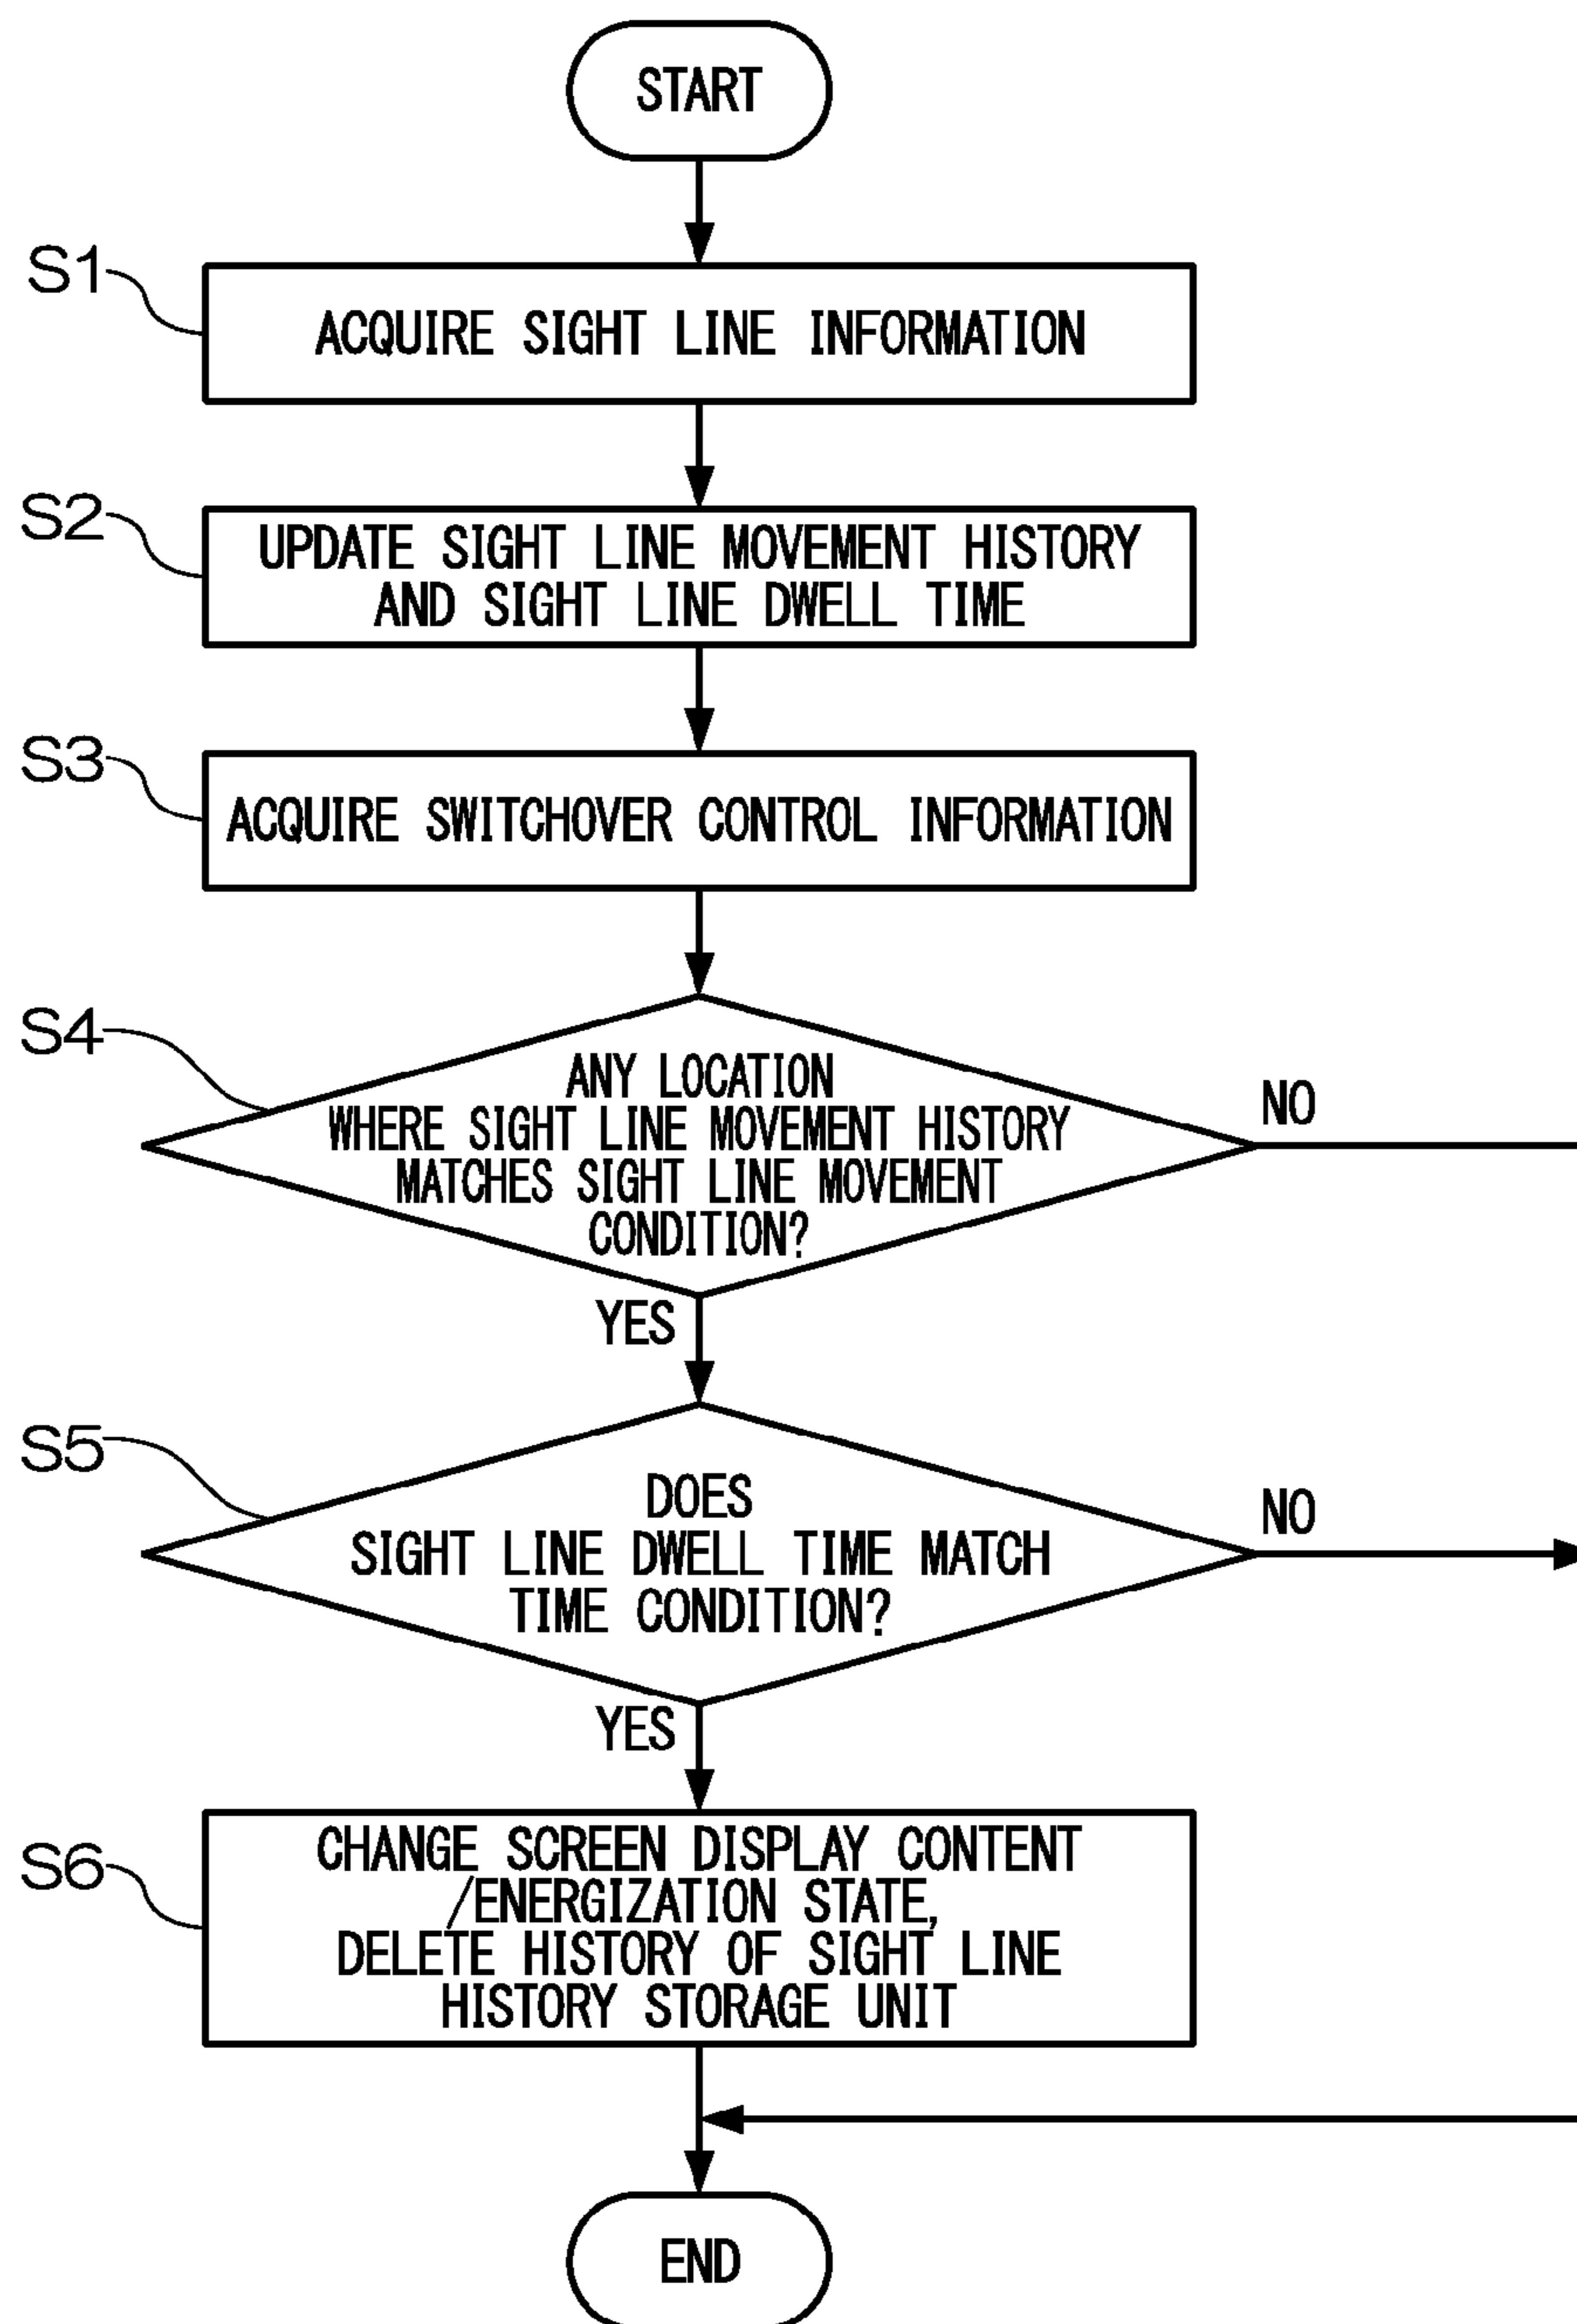 START
S1
ACQUIRE SIGHT LINE INFORMATION
S2
UPDATE SIGHT LINE MOVEMENT HISTORY
AND SIGHT LINE DWELL TIME
S3
ACQUIRE SWITCHOVER CONTROL INFORMATION
S4
ANY LOCATION
WHERE SIGHT LINE MOVEMENT HISTORY
MATCHES SIGHT LINE MOVEMENT
CONDITION?
NO
YES
S5
DOES
SIGHT LINE DWELL TIME MATCH
TIME CONDITION?
NO
YES
S6
CHANGE SCREEN DISPLAY CONTENT
/ENERGIZATION STATE,
DELETE HISTORY OF SIGHT LINE
HISTORY STORAGE UNIT
END